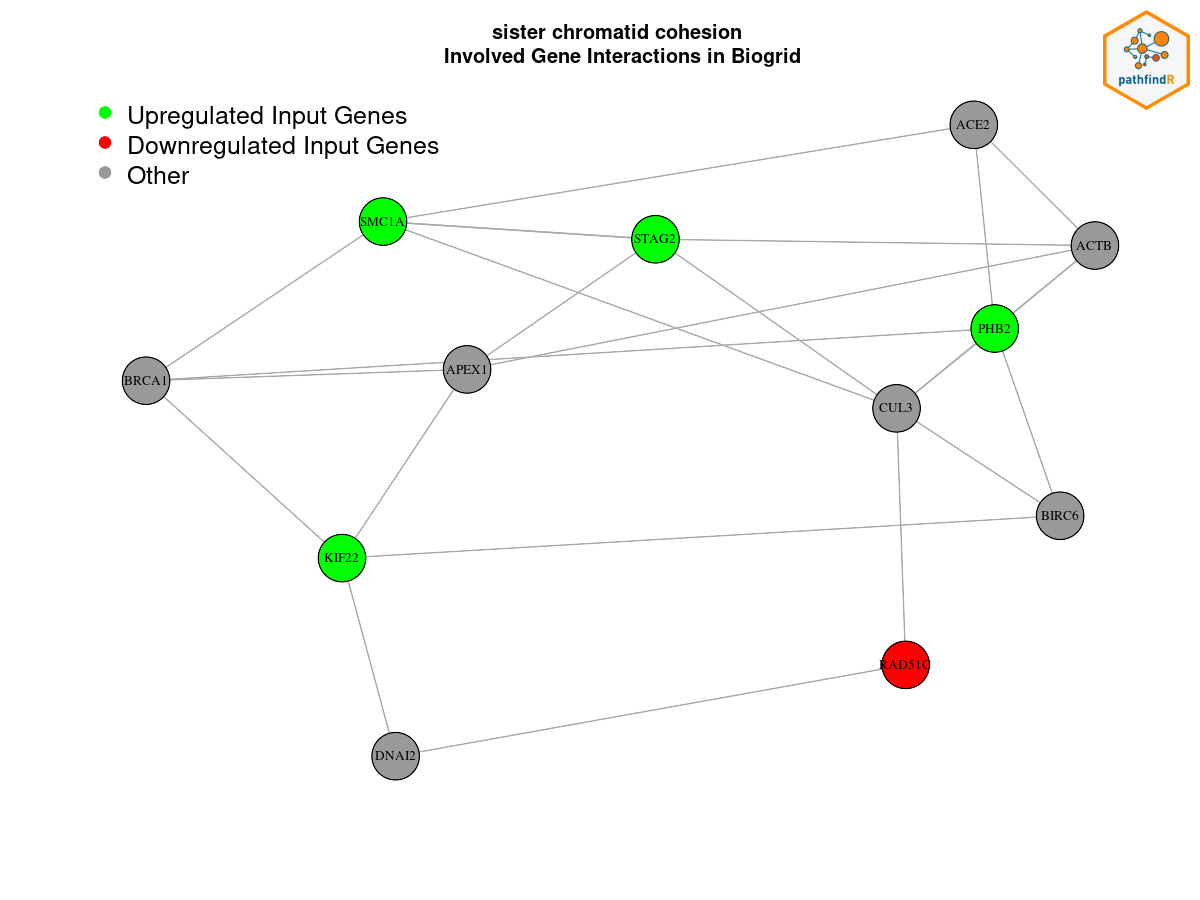 sister chromatid cohesion
Involved Gene Interactions in Biogrid
pathfindR
Upregulated Input Genes
Downregulated Input Genes
Other
ACE2
SMC1A
STAG2
ACTB
PHB2
APEX1
BRCA1
CUL3
BIRC6
KIF22
RAD51C
DNAI2